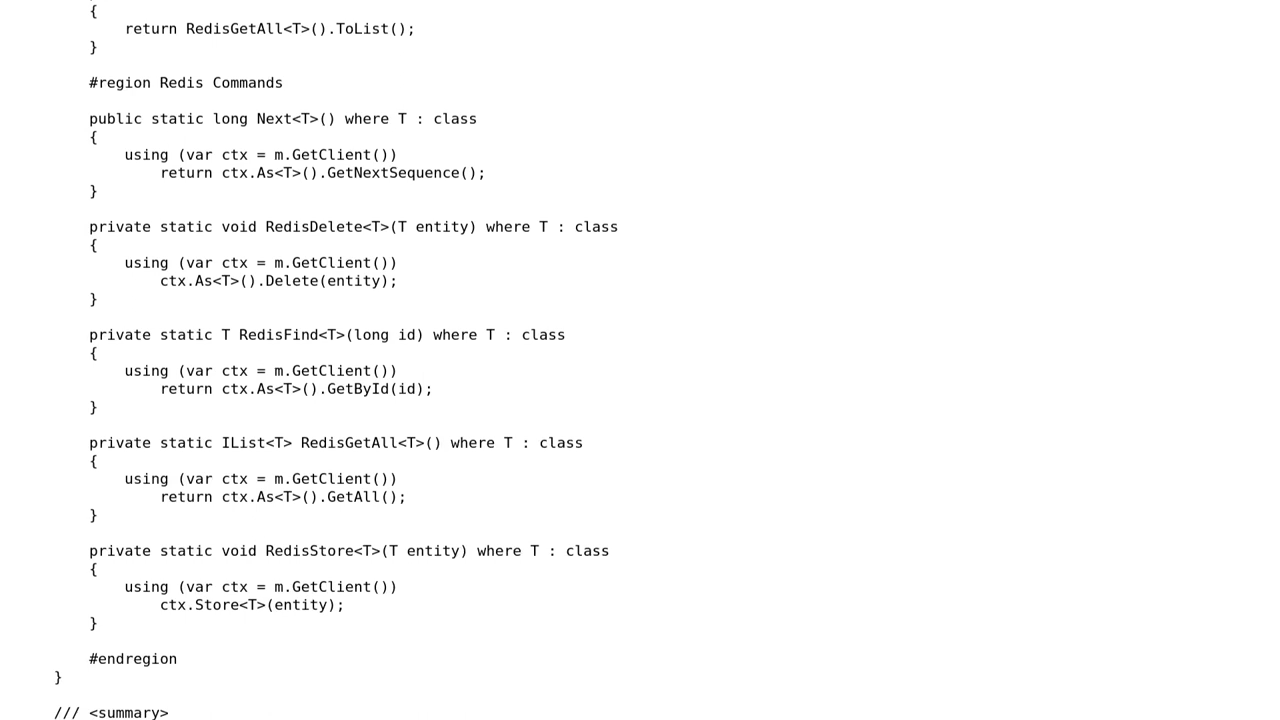 {
return RedisGetAll<T>().ToList();
}
#region Redis Commands
public static long Next<T>() where T : class
{
using (var ctx = m.GetClient())
return ctx.As<T>().GetNextSequence();
}
private static void RedisDelete<T>(T entity) where T : class
{
using (var ctx = m.GetClient())
ctx.As<T>().Delete(entity);
}
private static T RedisFind<T>(long id) where T : class
{
using (var ctx = m.GetClient())
return ctx.As<T>().GetById(id);
}
private static IList<T> RedisGetAll<T>() where T : class
{
using (var ctx = m.GetClient())
return ctx.As<T>().GetAll();
}
private static void RedisStore<T>(T entity) where T : class
{
using (var ctx = m.GetClient())
ctx.Store<T>(entity);
}
#endregion
}
/// <summary>